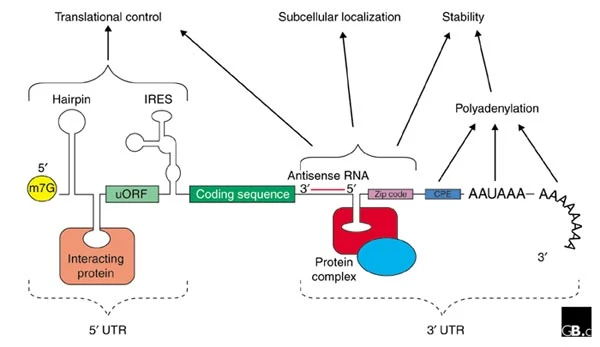 Translational control
Subcellular localization
Stability
Hairpin
IRES
Polyadenylation
5′
m7G
uORF
Coding sequence
Antisense RNA
3′ 5′
Zip code
CPE
AAUAAA
AAAAAAAA
3′
Interacting
protein
Protein
complex
5′ UTR
3′ UTR